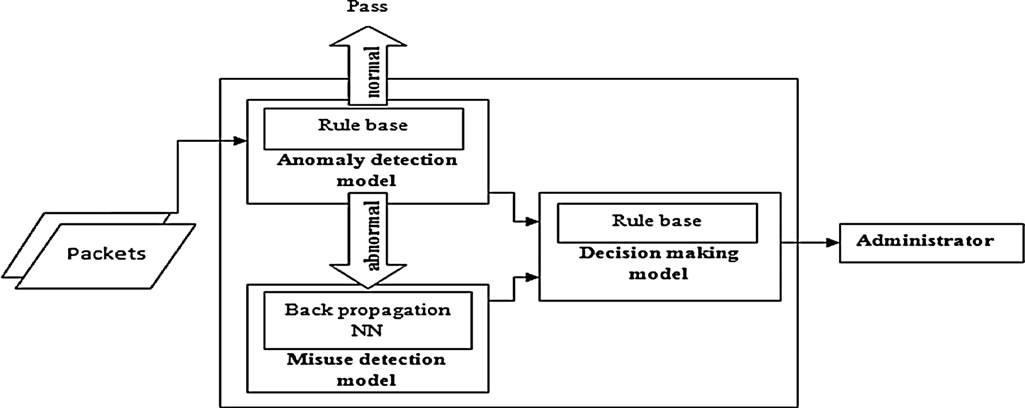 Pass
normal
Rule base
Anomaly detection
model
abnormal
Packets
Rule base
Decision making
model
Administrator
Back propagation
NN
Misuse detection
model